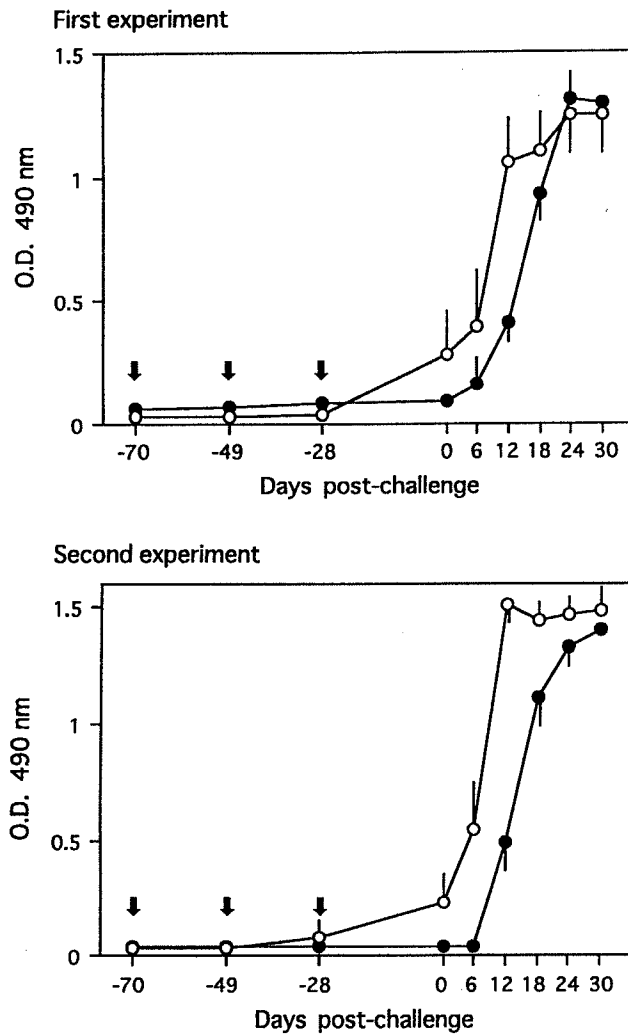 First experiment
1.5
1
0.5
0
O.D. 490 nm
-70 -49 -28 0 6 12 18 24 30
Days post-challenge
Second experiment
1.5
1
0.5
0
O.D. 490 nm
-70 -49 -28 0 6 12 18 24 30
Days post-challenge